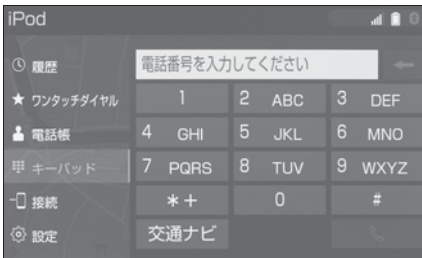 iPod
履歴
ワンタッチダイヤル
電話帳
キーパッド
接続
設定
電話番号を入力してください
1
2 ABC
3 DEF
4 GHI
5 JKL
6 MNO
7 PQRS
8 TUV
9 WXYZ
*+
0
#
交通ナビ